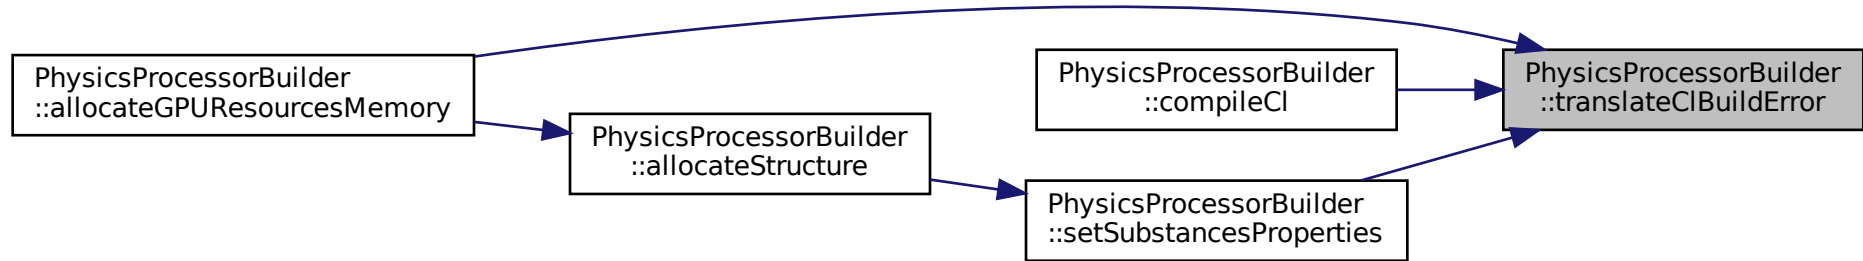 PhysicsProcessorBuilder
::allocateGPUResourcesMemory
PhysicsProcessorBuilder
::allocateStructure
PhysicsProcessorBuilder
::compileCl
PhysicsProcessorBuilder
::setSubstancesProperties
PhysicsProcessorBuilder
::translateClBuildError